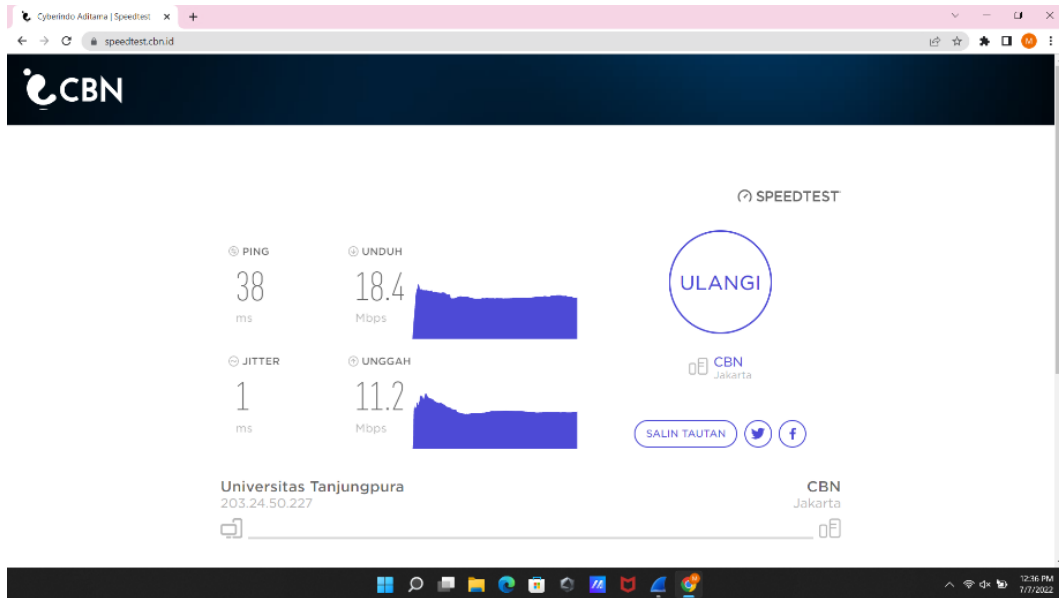 Cyberindo Aditama | Speedtest
speedtest.cbn.id
M
CBN
SPEEDTEST
PING
38
ms
UNDUH
18.4
Mbps
JITTER
1
ms
UNGGAH
11.2
Mbps
ULANGI
CBN
Jakarta
SALIN TAUTAN
Universitas Tanjungpura
203.24.50.227
CBN
Jakarta
12:36 PM
7/7/2022